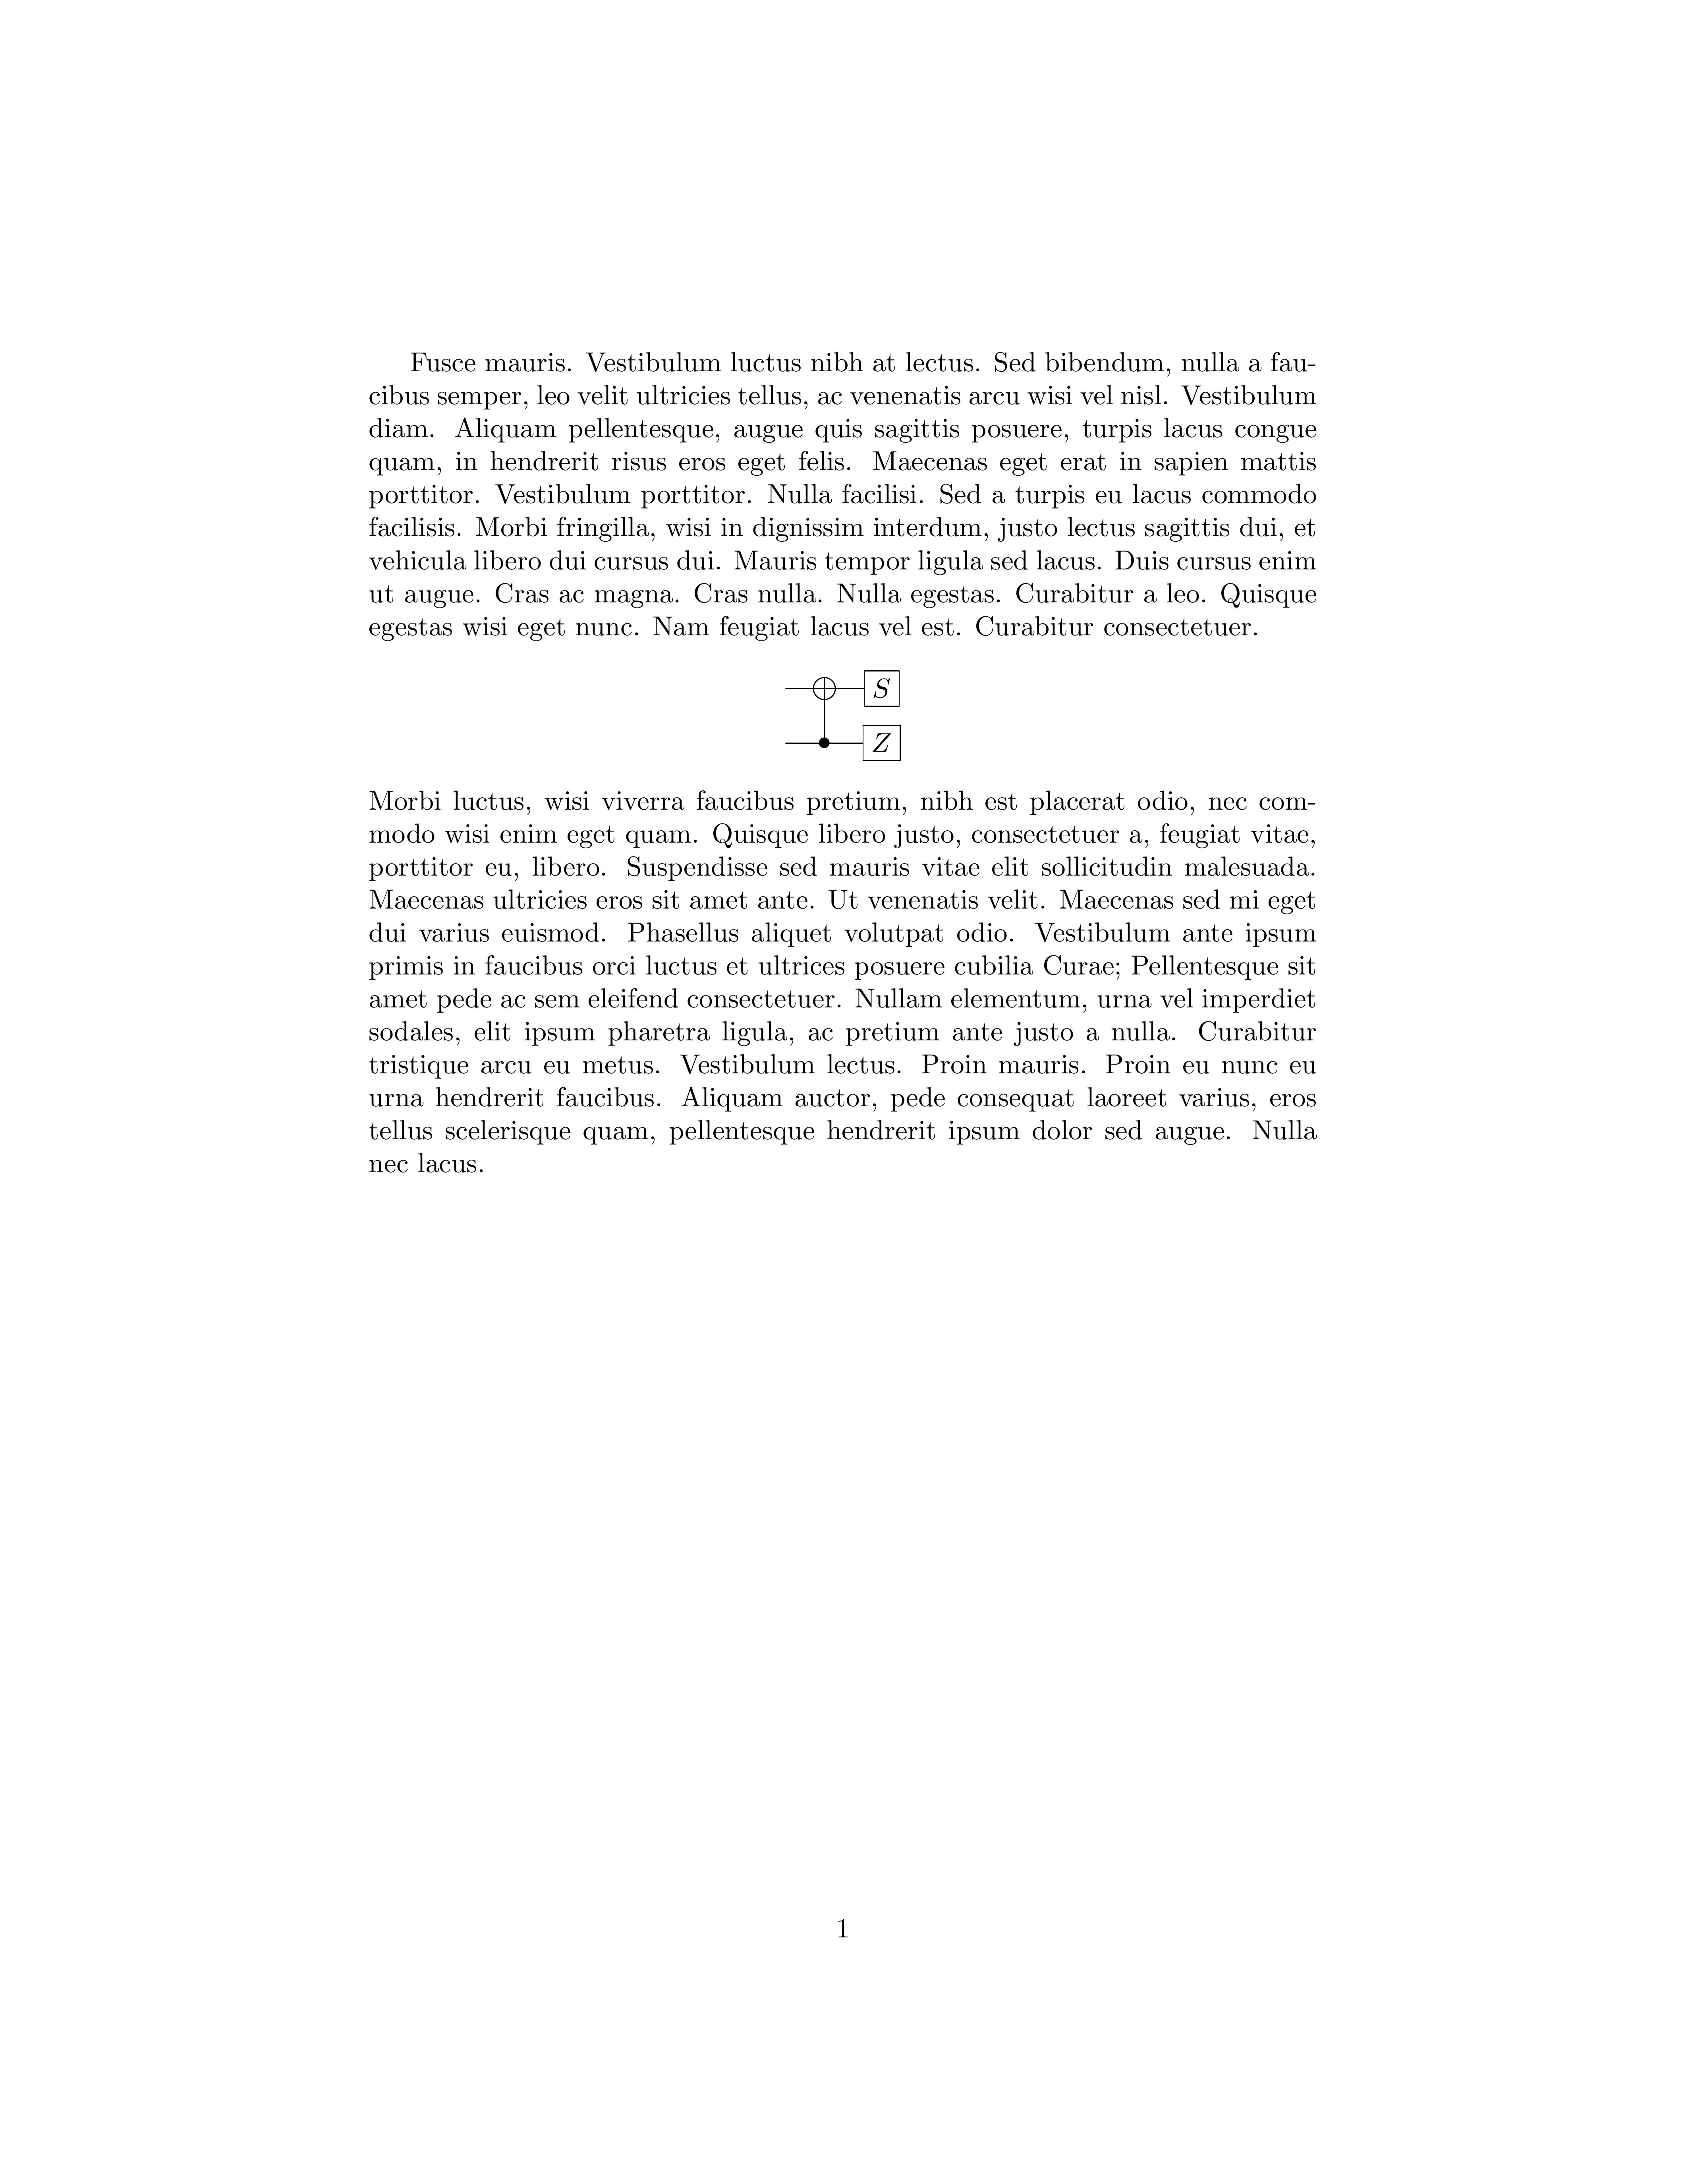 Fusce mauris. Vestibulum luctus nibh at lectus. Sed bibendum, nulla a fau-
cibus semper, leo velit ultricies tellus, ac venenatis arcu wisi vel nisl. Vestibulum
diam. Aliquam pellentesque, augue quis sagittis posuere, turpis lacus congue
quam, in hendrerit risus eros eget felis. Maecenas eget erat in sapien mattis
porttitor. Vestibulum porttitor. Nulla facilisi. Sed a turpis eu lacus commodo
facilisis. Morbi fringilla, wisi in dignissim interdum, justo lectus sagittis dui, et
vehicula libero dui cursus dui. Mauris tempor ligula sed lacus. Duis cursus enim
ut augue. Cras ac magna. Cras nulla. Nulla egestas. Curabitur a leo. Quisque
egestas wisi eget nunc. Nam feugiat lacus vel est. Curabitur consectetuer.
S
Z
Morbi luctus, wisi viverra faucibus pretium, nibh est placerat odio, nec com-
modo wisi enim eget quam. Quisque libero justo, consectetuer a, feugiat vitae,
porttitor eu, libero. Suspendisse sed mauris vitae elit sollicitudin malesuada.
Maecenas ultricies eros sit amet ante. Ut venenatis velit. Maecenas sed mi eget
dui varius euismod. Phasellus aliquet volutpat odio. Vestibulum ante ipsum
primis in faucibus orci luctus et ultrices posuere cubilia Curae; Pellentesque sit
amet pede ac sem eleifend consectetuer. Nullam elementum, urna vel imperdiet
sodales, elit ipsum pharetra ligula, ac pretium ante justo a nulla. Curabitur
tristique arcu eu metus. Vestibulum lectus. Proin mauris. Proin eu nunc eu
urna hendrerit faucibus. Aliquam auctor, pede consequat laoreet varius, eros
tellus scelerisque quam, pellentesque hendrerit ipsum dolor sed augue. Nulla
nec lacus.
1